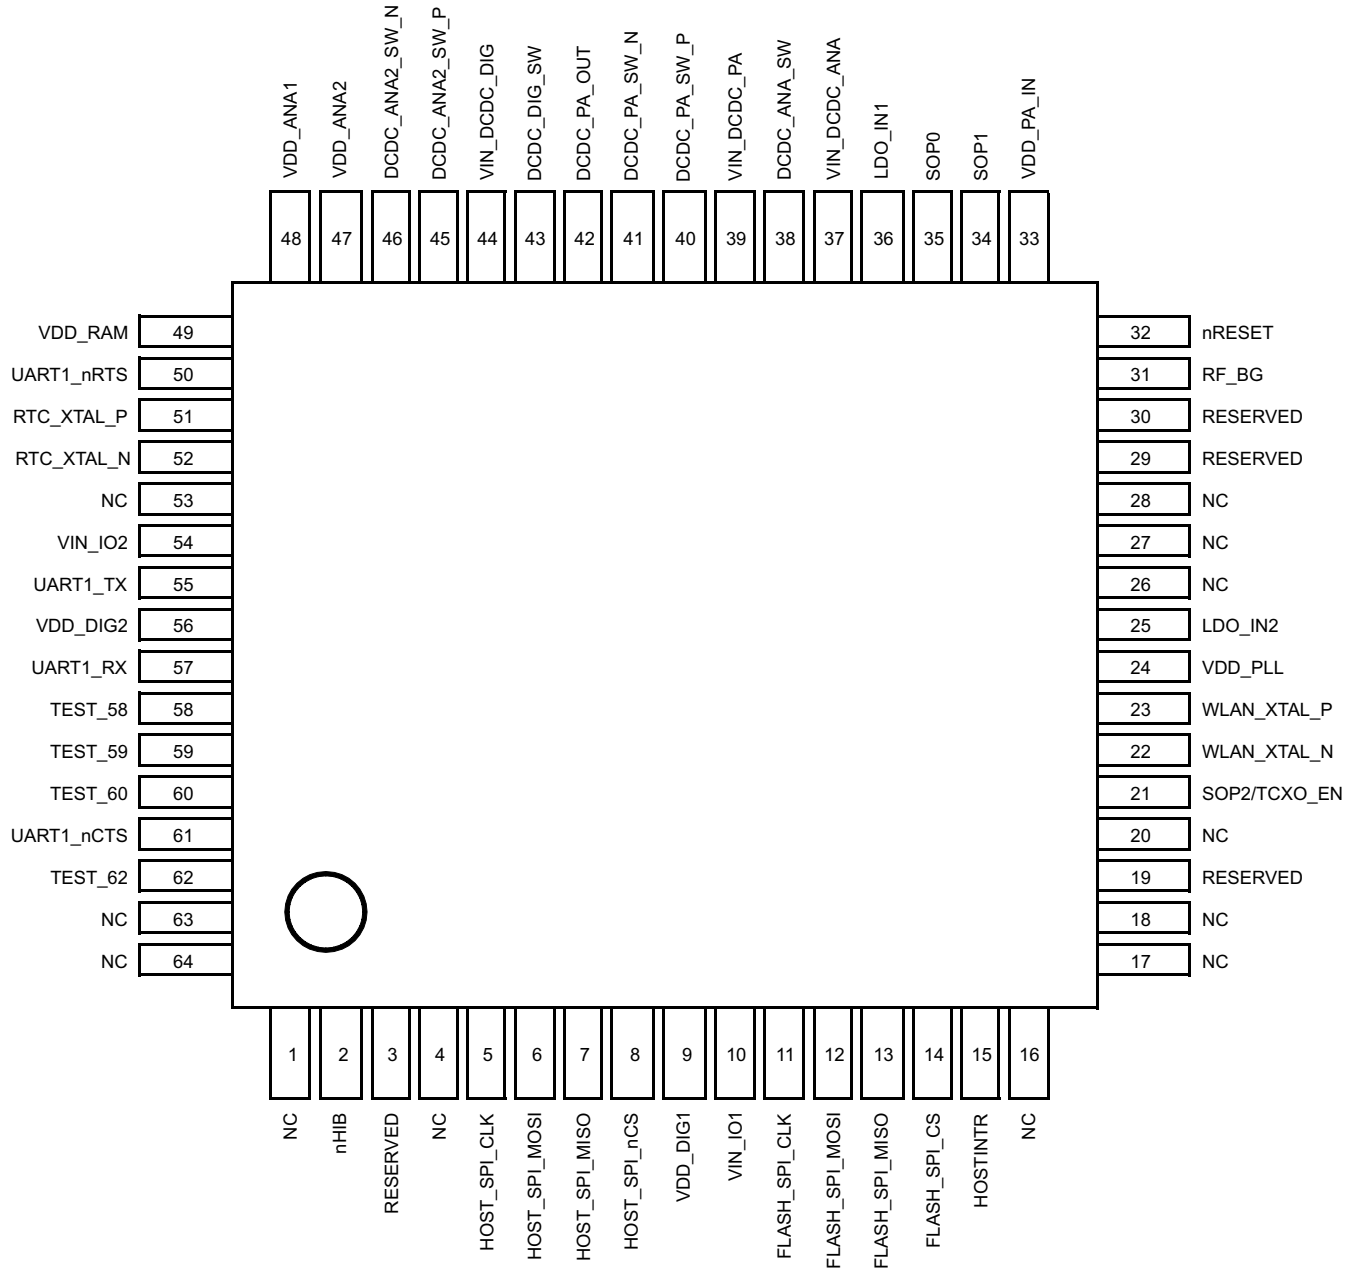 VDD_ANA1
VDD_ANA2
DCDC_ANA2_SW_N
DCDC_ANA2_SW_P
VIN_DCDC_DIG
DCDC_DIG_SW
DCDC_PA_OUT
DCDC_PA_SW_N
DCDC_PA_SW_P
VIN_DCDC_PA
DCDC_ANA_SW
VIN_DCDC_ANA
LDO_IN1
SOP0
SOP1
VDD_PA_IN
48 47 46 45 44 43 42 41 40 39 38 37 36 35 34 33
VDD_RAM 49
UART1_nRTS 50
RTC_XTAL_P 51
RTC_XTAL_N 52
NC 53
VIN_IO2 54
UART1_TX 55
VDD_DIG2 56
UART1_RX 57
TEST_58 58
TEST_59 59
TEST_60 60
UART1_nCTS 61
TEST_62 62
NC 63
NC 64
32 nRESET
31 RF_BG
30 RESERVED
29 RESERVED
28 NC
27 NC
26 NC
25 LDO_IN2
24 VDD_PLL
23 WLAN_XTAL_P
22 WLAN_XTAL_N
21 SOP2/TCXO_EN
20 NC
19 RESERVED
18 NC
17 NC
1 2 3 4 5 6 7 8 9 10 11 12 13 14 15 16
NC
nHIB
RESERVED
NC
HOST_SPI_CLK
HOST_SPI_MOSI
HOST_SPI_MISO
HOST_SPI_nCS
VDD_DIG1
VIN_IO1
FLASH_SPI_CLK
FLASH_SPI_MOSI
FLASH_SPI_MISO
FLASH_SPI_CS
HOSTINTR
NC